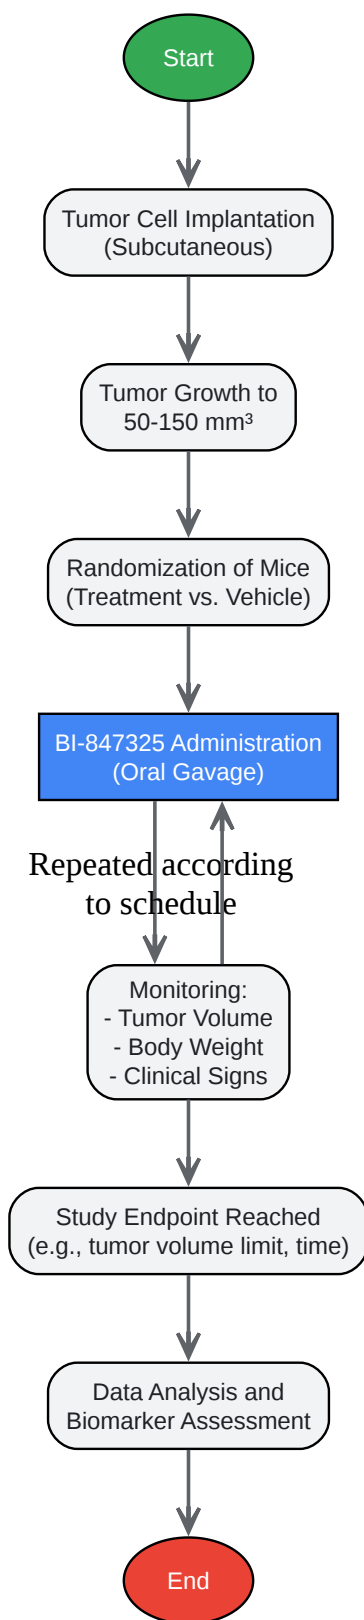 Start
Tumor Cell Implantation
(Subcutaneous)
Tumor Growth to
50-150 mm³
Randomization of Mice
(Treatment vs. Vehicle)
BI-847325 Administration
(Oral Gavage)
Repeated according
to schedule
Monitoring:
- Tumor Volume
- Body Weight
- Clinical Signs
Study Endpoint Reached
(e.g., tumor volume limit, time)
Data Analysis and
Biomarker Assessment
End